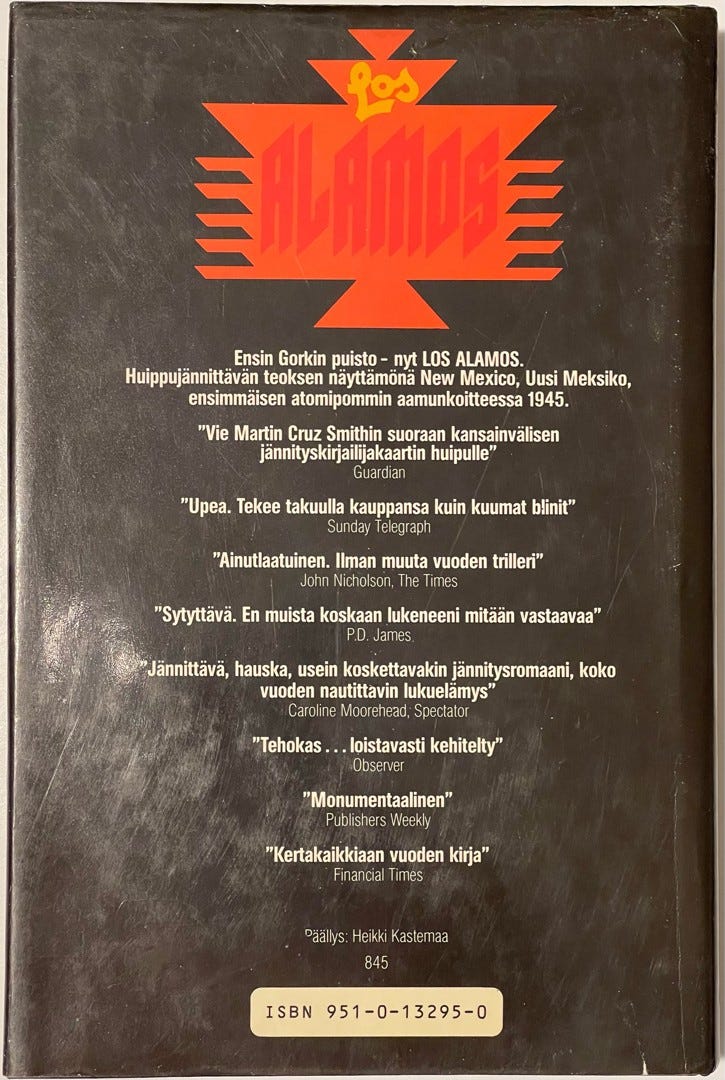 Los
ALAMOS
Ensin Gorkin puisto - nyt LOS ALAMOS.
Huippujännittävän teoksen näyttämönä New Mexico, Uusi Meksiko,
ensimmäisen atomipommin aamunkoitteessa 1945.
”Vie Martin Cruz Smithin suoraan kansainvälisen
jännityskirjailijakaartin huipulle”
Guardian
”Upea. Tekee takuulla kauppansa kuin kuumat blinit”
Sunday Telegraph
”Ainutlaatuinen. Ilman muuta vuoden trilleri”
John Nicholson, The Times
”Sytyttävä. En muista koskaan lukeneeni mitään vastaavaa”
P.D. James
”Jännittävä, hauska, usein koskettavakin jännitysromaani, koko
vuoden nautittavin lukuelämys”
Caroline Moorehead, Spectator
”Tehokas . . . loistavasti kehitelty”
Observer
”Monumentaalinen”
Publishers Weekly
”Kertakaikkiaan vuoden kirja”
Financial Times
Päällys: Heikki Kastemaa
845
ISBN 951-0-13295-0